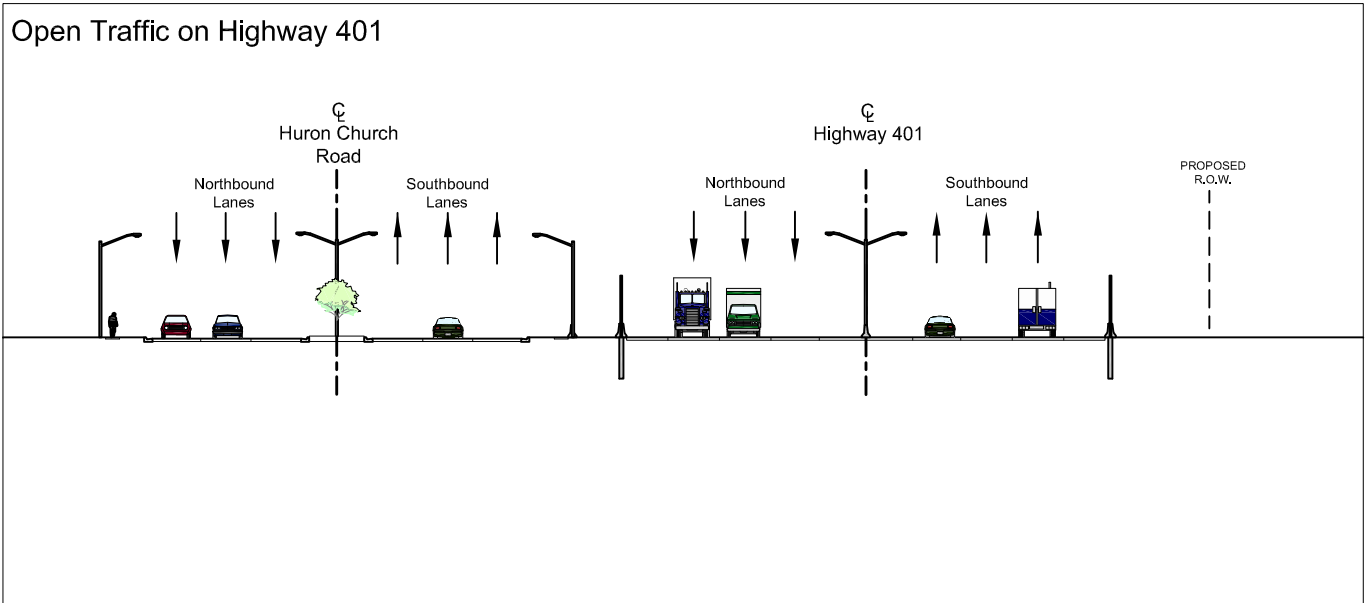 Open Traffic on Highway 401
℄
Huron Church
Road
Northbound
Lanes
Southbound
Lanes
℄
Highway 401
Northbound
Lanes
Southbound
Lanes
PROPOSED
R.O.W.